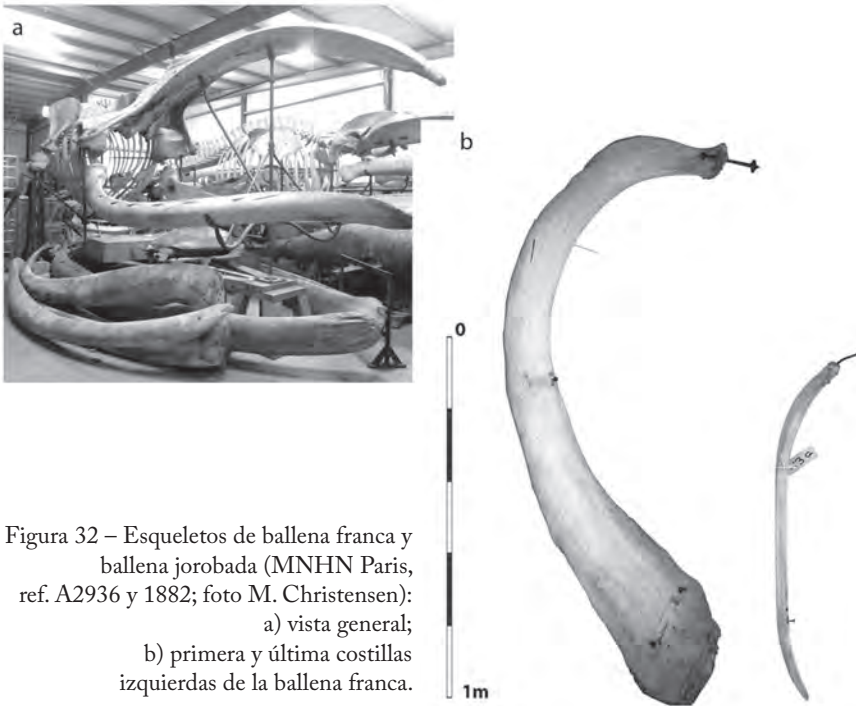 a
b
0
1m
Figura 32 – Esqueletos de ballena franca y
ballena jorobada (MNHN Paris,
ref. A2936 y 1882; foto M. Christensen):
a) vista general;
b) primera y última costillas
izquierdas de la ballena franca.